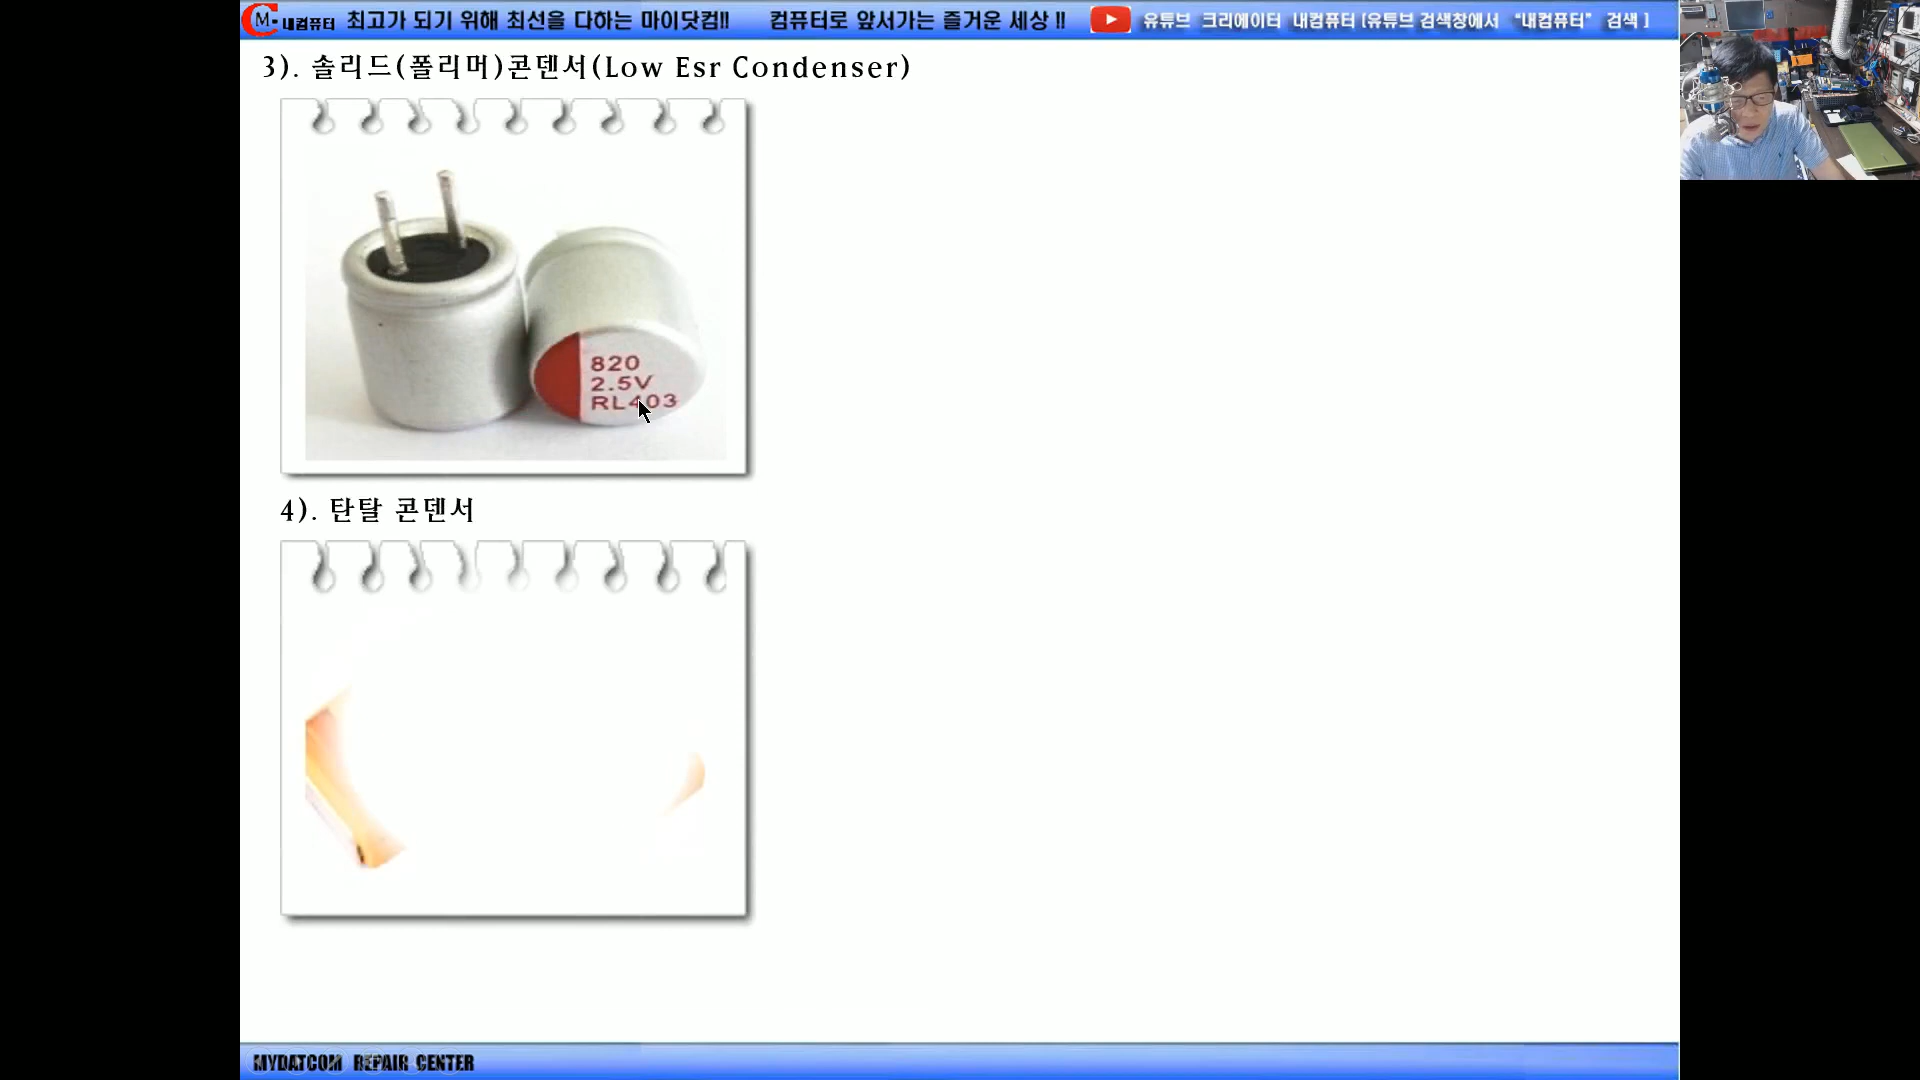 CM. 내컴퓨터 최고가 되기 위해 최선을 다하는 마이닷컴!! 컴퓨터로 앞서가는 즐거운 세상 !! 유튜브 크리에이터 내컴퓨터 [유튜브 검색창에서 “내컴퓨터” 검색 ]
3). 솔리드(폴리머)콘덴서(Low Esr Condenser)
820
2.5V
RL403
4). 탄탈 콘덴서
MYDATCOM REPAIR CENTER